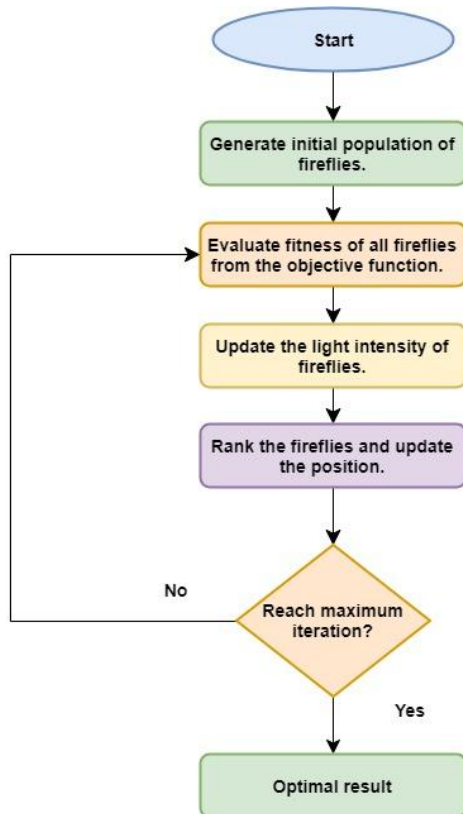 Start
Generate initial population of
fireflies.
Evaluate fitness of all fireflies
from the objective function.
Update the light intensity of
fireflies.
Rank the fireflies and update
the position.
No
Reach maximum
iteration?
Yes
Optimal result